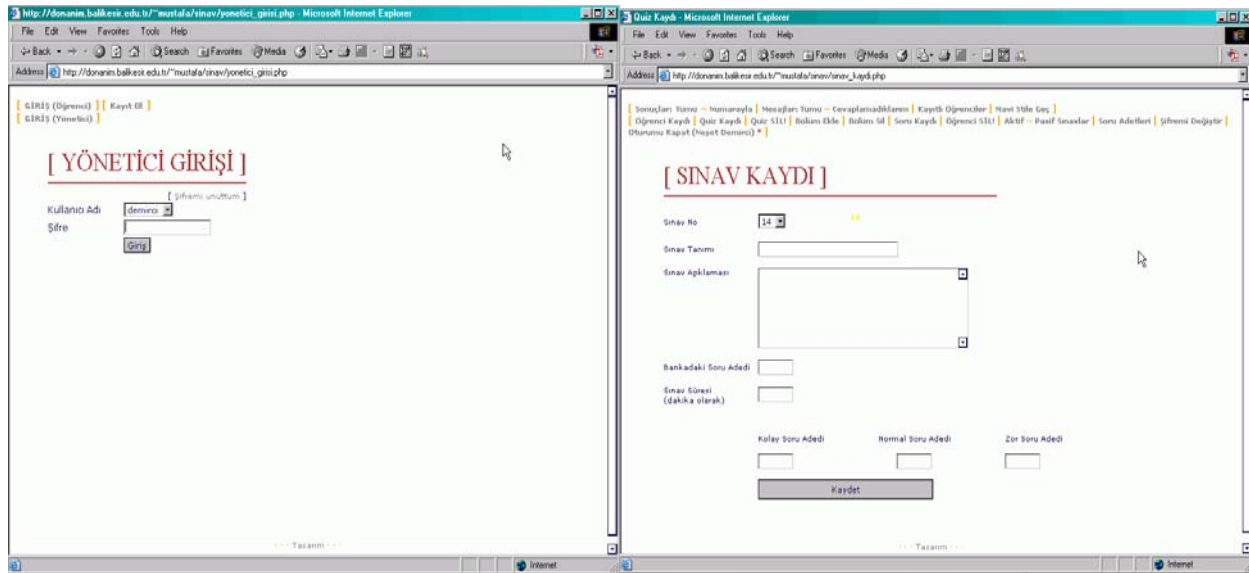 http://donanim.balikesir.edu.tr/~mustafa/sinav/yonetici_girisi.php - Microsoft Internet Explorer
File Edit View Favorites Tools Help
Back Search Favorites Media
Address http://donanim.balikesir.edu.tr/~mustafa/sinav/yonetici_girisi.php
[ GİRİŞ (Öğrenci) ] [ Kayıt Ol ]
[ GİRİŞ (Yönetici) ]
[ YÖNETİCİ GİRİŞİ ]
[ Şifremi unuttum ]
Kullanıcı Adı demirci
Şifre
Giriş
· · · Tasarım · · ·
Internet
Quiz Kaydı - Microsoft Internet Explorer
File Edit View Favorites Tools Help
Back Search Favorites Media
Address http://donanim.balikesir.edu.tr/~mustafa/sinav/sinav_kaydi.php
[ Sonuçlar: Tümü ~ Numarayla | Mesajlar: Tümü ~ Cevaplamadıklarım | Kayıtlı Öğrenciler | Mavi Stile Geç ]
[ Öğrenci Kaydı | Quiz Kaydı | Quiz SİL! | Bölüm Ekle | Bölüm Sil | Soru Kaydı | Öğrenci SİL! | Aktif ~ Pasif Sınavlar | Soru Adetleri | Şifremi Değiştir |
Oturumu Kapat (Neşet Demirci) * ]
[ SINAV KAYDI ]
Sınav No 14
Sınav Tanımı
Sınav Açıklaması
Bankadaki Soru Adedi
Sınav Süresi
(dakika olarak)
Kolay Soru Adedi Normal Soru Adedi Zor Soru Adedi
Kaydet
· · · Tasarım · · ·
Internet